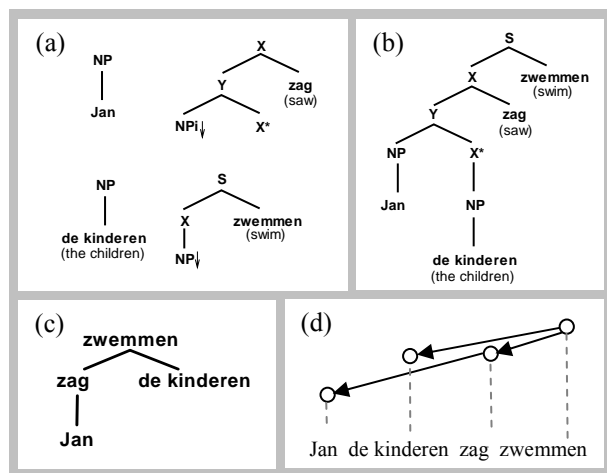 (a)
NP
Jan
X
Y
zag
(saw)
NPi↓
X*
NP
de kinderen
(the children)
S
X
zwemmen
(swim)
NP↓
(b)
S
X
zwemmen
(swim)
Y
zag
(saw)
NP
X*
Jan
NP
de kinderen
(the children)
(c)
zwemmen
zag de kinderen
Jan
(d)
Jan de kinderen zag zwemmen